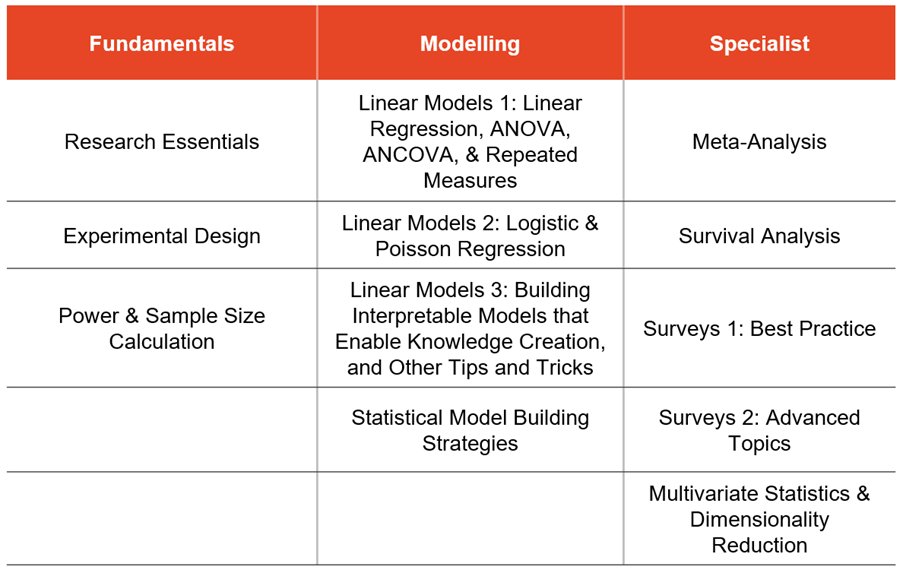 Fundamentals
Modelling
Specialist
Research Essentials
Linear Models 1: Linear
Regression, ANOVA,
ANCOVA, & Repeated
Measures
Meta-Analysis
Experimental Design
Linear Models 2: Logistic &
Poisson Regression
Survival Analysis
Power & Sample Size
Calculation
Linear Models 3: Building
Interpretable Models that
Enable Knowledge Creation,
and Other Tips and Tricks
Surveys 1: Best Practice
Statistical Model Building
Strategies
Surveys 2: Advanced
Topics
Multivariate Statistics &
Dimensionality
Reduction